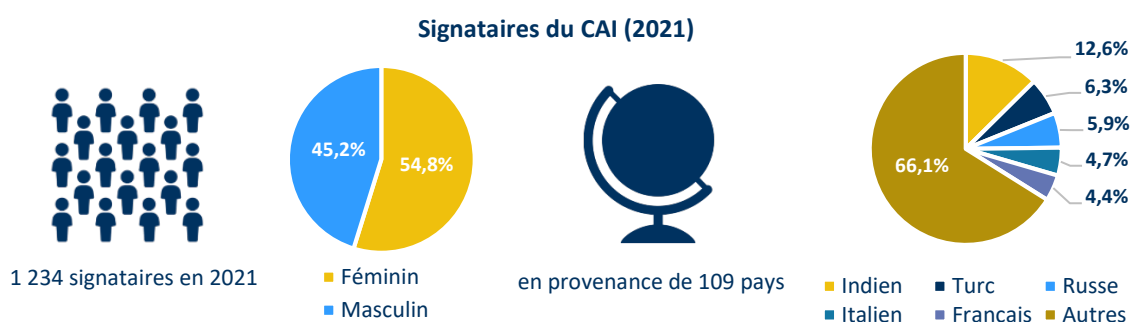 Signataires du CAI (2021)
45,2%
54,8%
12,6%
6,3%
5,9%
4,7%
4,4%
66,1%
1 234 signataires en 2021
Féminin
Masculin
en provenance de 109 pays
Indien Turc Russe
Italien Français Autres